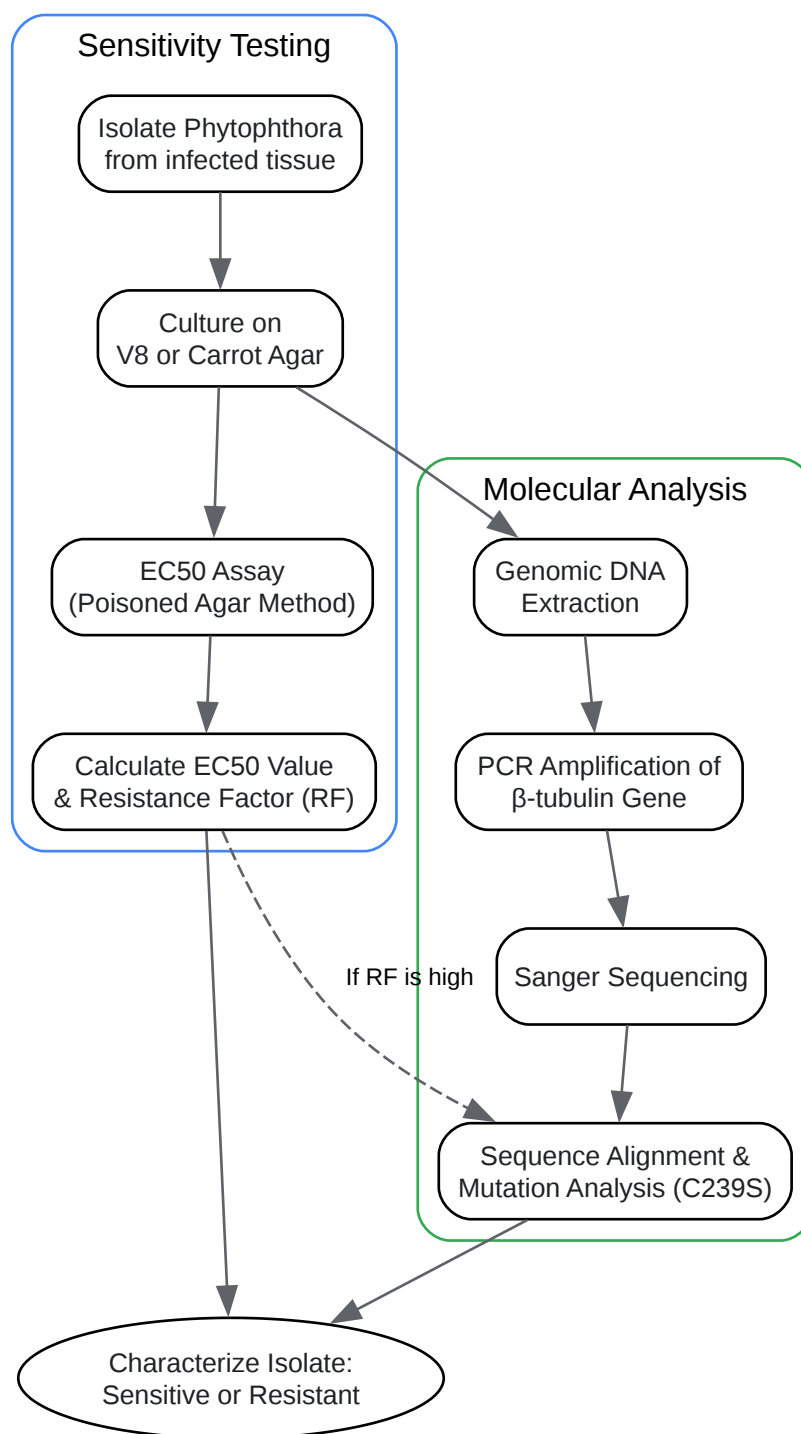 Sensitivity Testing
Isolate Phytophthora
from infected tissue
Culture on
V8 or Carrot Agar
EC50 Assay
(Poisoned Agar Method)
Calculate EC50 Value
& Resistance Factor (RF)
Molecular Analysis
Genomic DNA
Extraction
PCR Amplification of
β-tubulin Gene
Sanger Sequencing
If RF is high
Sequence Alignment &
Mutation Analysis (C239S)
Characterize Isolate:
Sensitive or Resistant